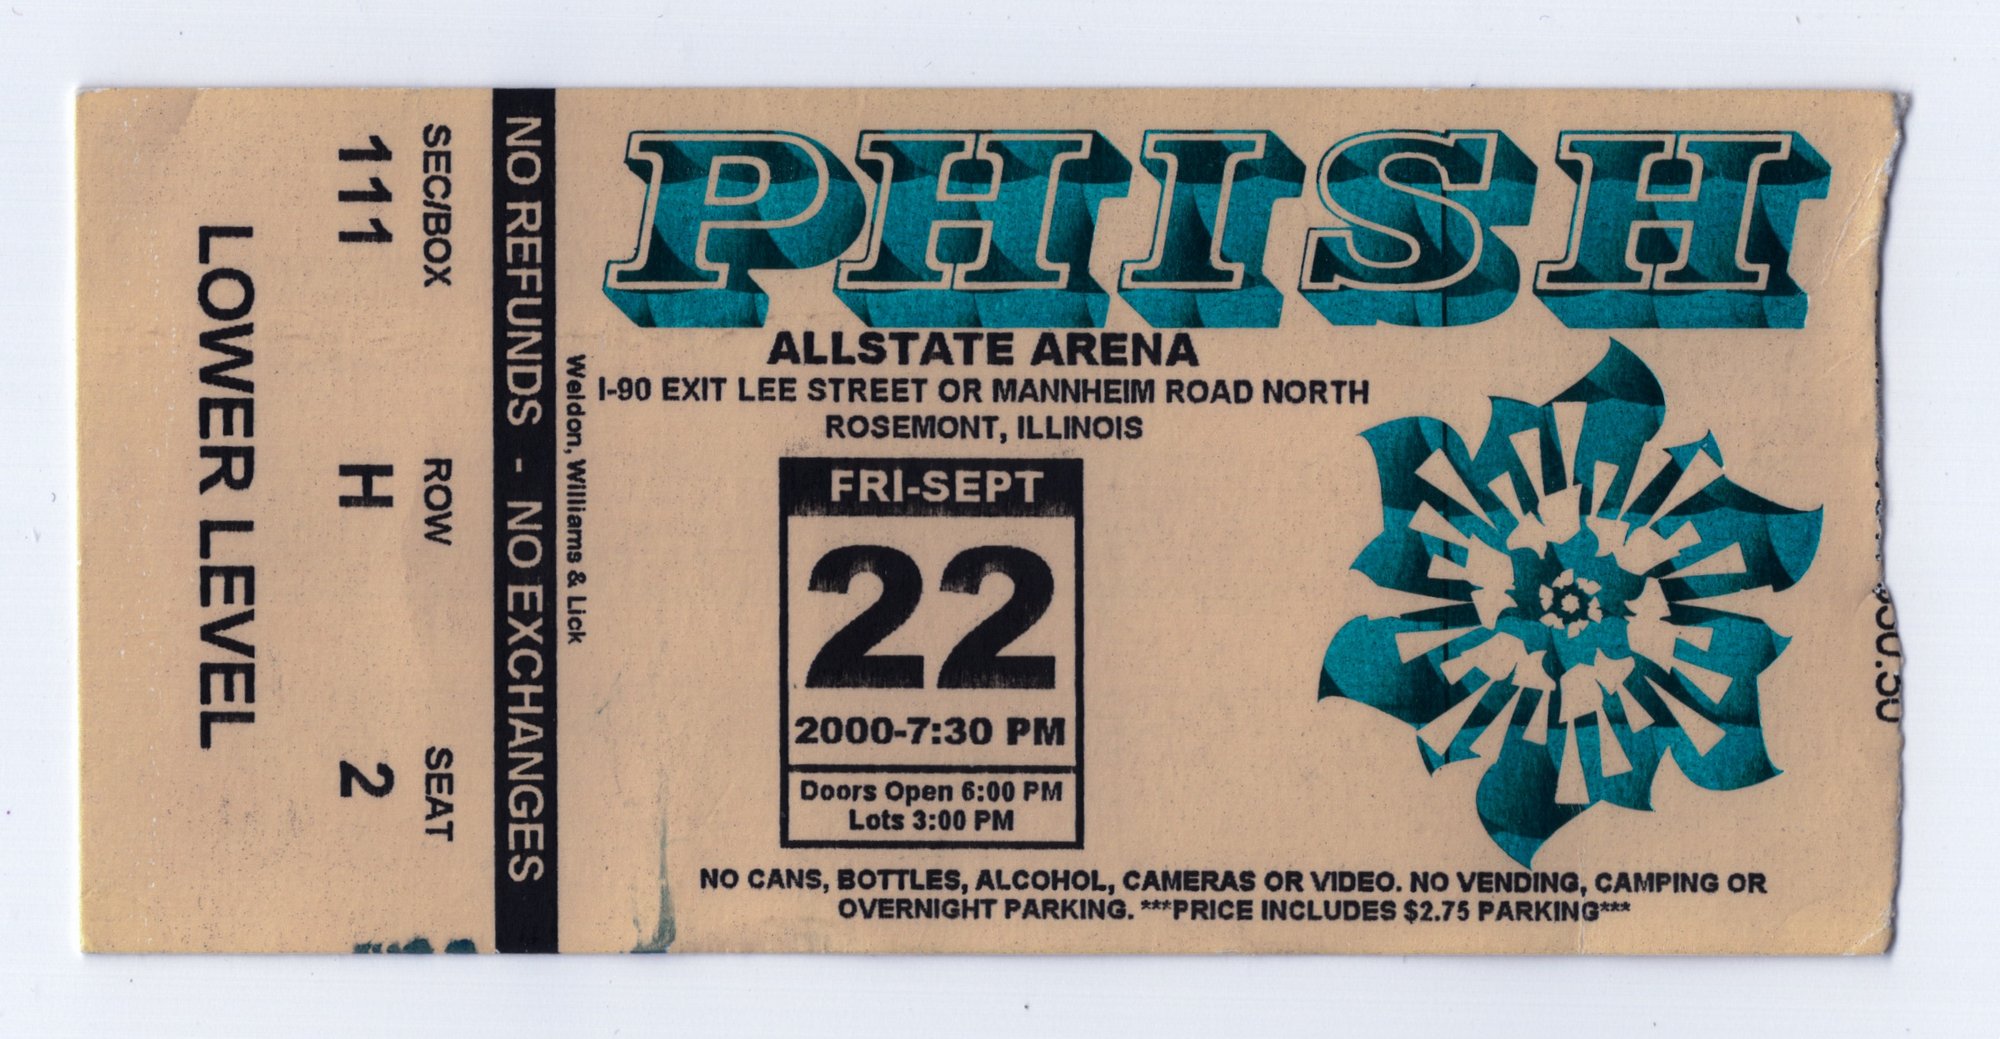 LOWER LEVEL
SEC/BOX
111
ROW
H
SEAT
2
NO REFUNDS - NO EXCHANGES
Weldon, Williams & Lick
PHISH
ALLSTATE ARENA
I-90 EXIT LEE STREET OR MANNHEIM ROAD NORTH
ROSEMONT, ILLINOIS
FRI-SEPT
22
2000-7:30 PM
Doors Open 6:00 PM
Lots 3:00 PM
NO CANS, BOTTLES, ALCOHOL, CAMERAS OR VIDEO. NO VENDING, CAMPING OR
OVERNIGHT PARKING. ***PRICE INCLUDES $2.75 PARKING***